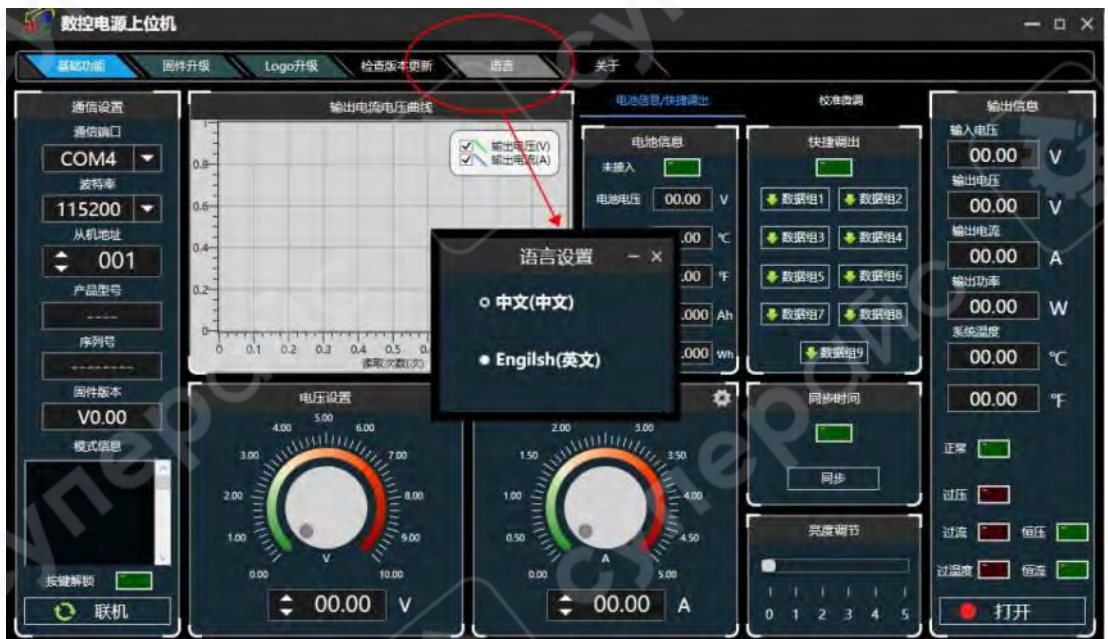 数控电源上位机
基础功能 固件升级 Logo升级 检查版本更新 语言 关于
通信设置
通信端口
COM4
波特率
115200
从机地址
001
产品型号
----
序列号
--------
固件版本
V0.00
模式信息
按键解锁
联机
输出电流电压曲线
输出电压(V)
输出电流(A)
1
0.8
0.6
0.4
0.2
0
0 0.1 0.2 0.3 0.4 0.5
读取次数(次)
语言设置
中文(中文)
Engilsh(英文)
电压设置
0.00 1.00 2.00 3.00 4.00 5.00 6.00 7.00 8.00 9.00 10.00
V
00.00 V
0.00 0.50 1.00 1.50 2.00 3.00 3.50 4.00 4.50 5.00
A
00.00 A
电池信息/快捷调出 校准微调
电池信息
未接入
电池电压 00.00 V
.00 ℃
.00 ℉
.000 Ah
.000 Wh
快捷调出
数据组1 数据组2
数据组3 数据组4
数据组5 数据组6
数据组7 数据组8
数据组9
同步时间
同步
亮度调节
0 1 2 3 4 5
输出信息
输入电压
00.00 V
输出电压
00.00 V
输出电流
00.00 A
输出功率
00.00 W
系统温度
00.00 ℃
00.00 ℉
正常
过压
过流 恒压
过温度 恒流
打开
суперайс